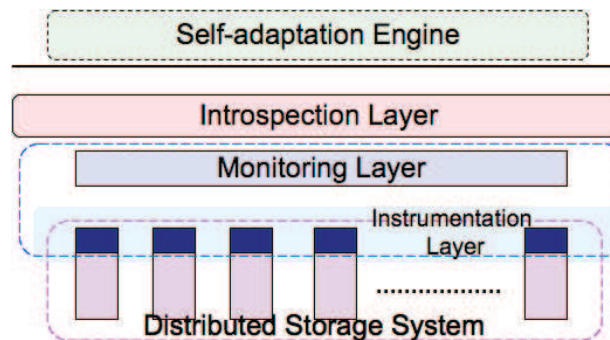 Self-adaptation Engine
Introspection Layer
Monitoring Layer
Instrumentation
Layer
..................
Distributed Storage System